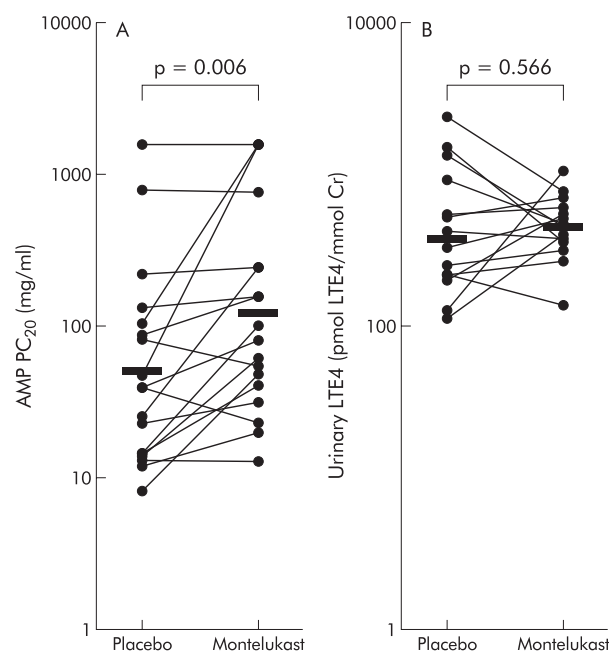 A
p = 0.006
10000
1000
100
10
1
AMP PC20 (mg/ml)
Placebo
Montelukast
B
p = 0.566
10000
100
1
Urinary LTE4 (pmol LTE4/mmol Cr)
Placebo
Montelukast